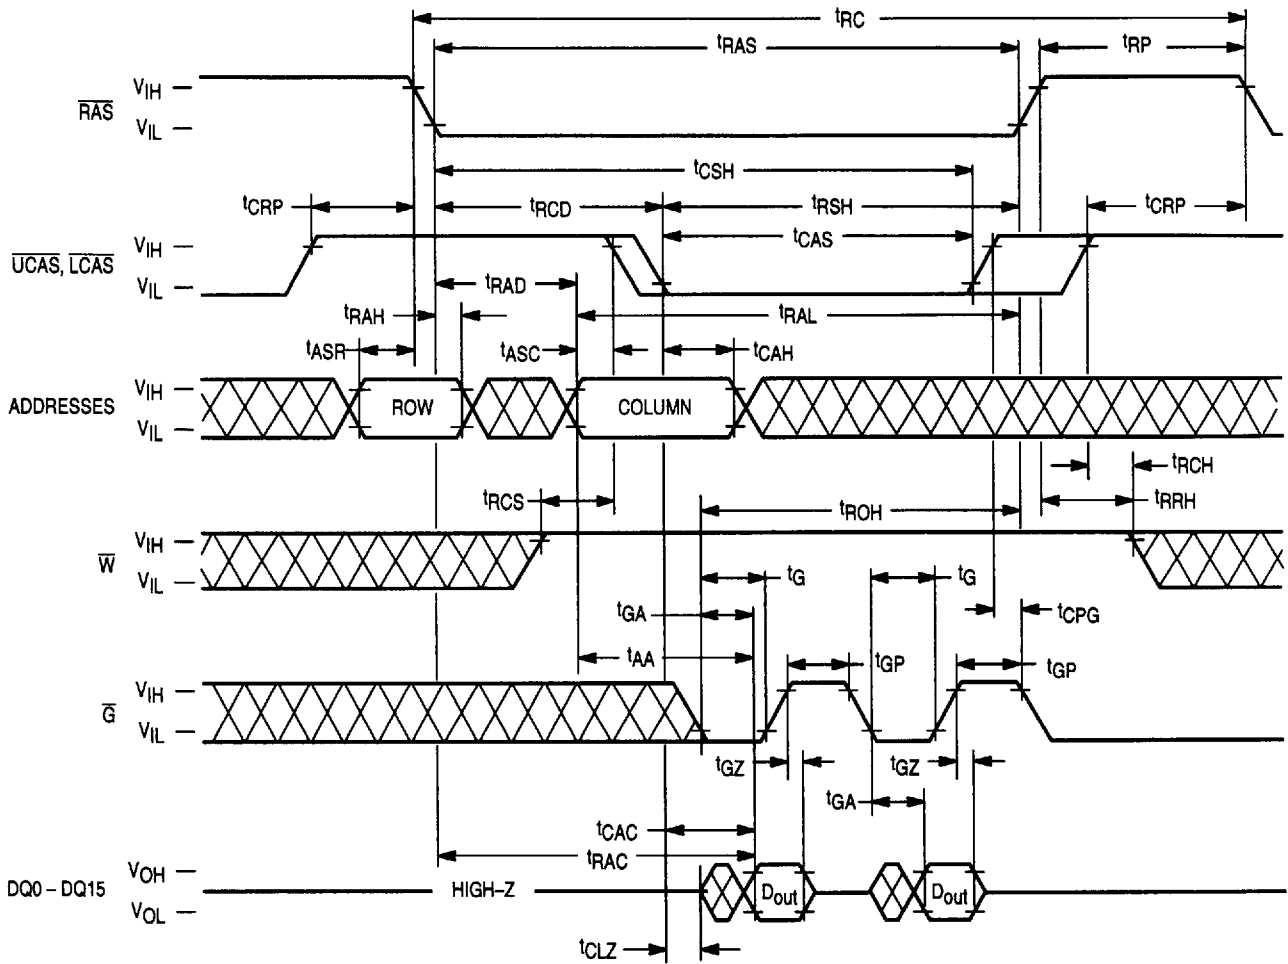 tRC
tRAS
tRP
RAS
VIH
VIL
tCSH
tCRP
tRCD
tRSH
tCRP
UCAS, LCAS
VIH
VIL
tCAS
tRAD
tRAH
tRAL
tASR
tASC
tCAH
ADDRESSES
VIH
VIL
ROW
COLUMN
tRCH
tRCS
tROH
tRRH
W
VIH
VIL
tG
tG
tGA
tCPG
tAA
tGP
tGP
G
VIH
VIL
tGZ
tGZ
tGA
tCAC
tRAC
DQ0 – DQ15
VOH
VOL
HIGH–Z
Dout
Dout
tCLZ